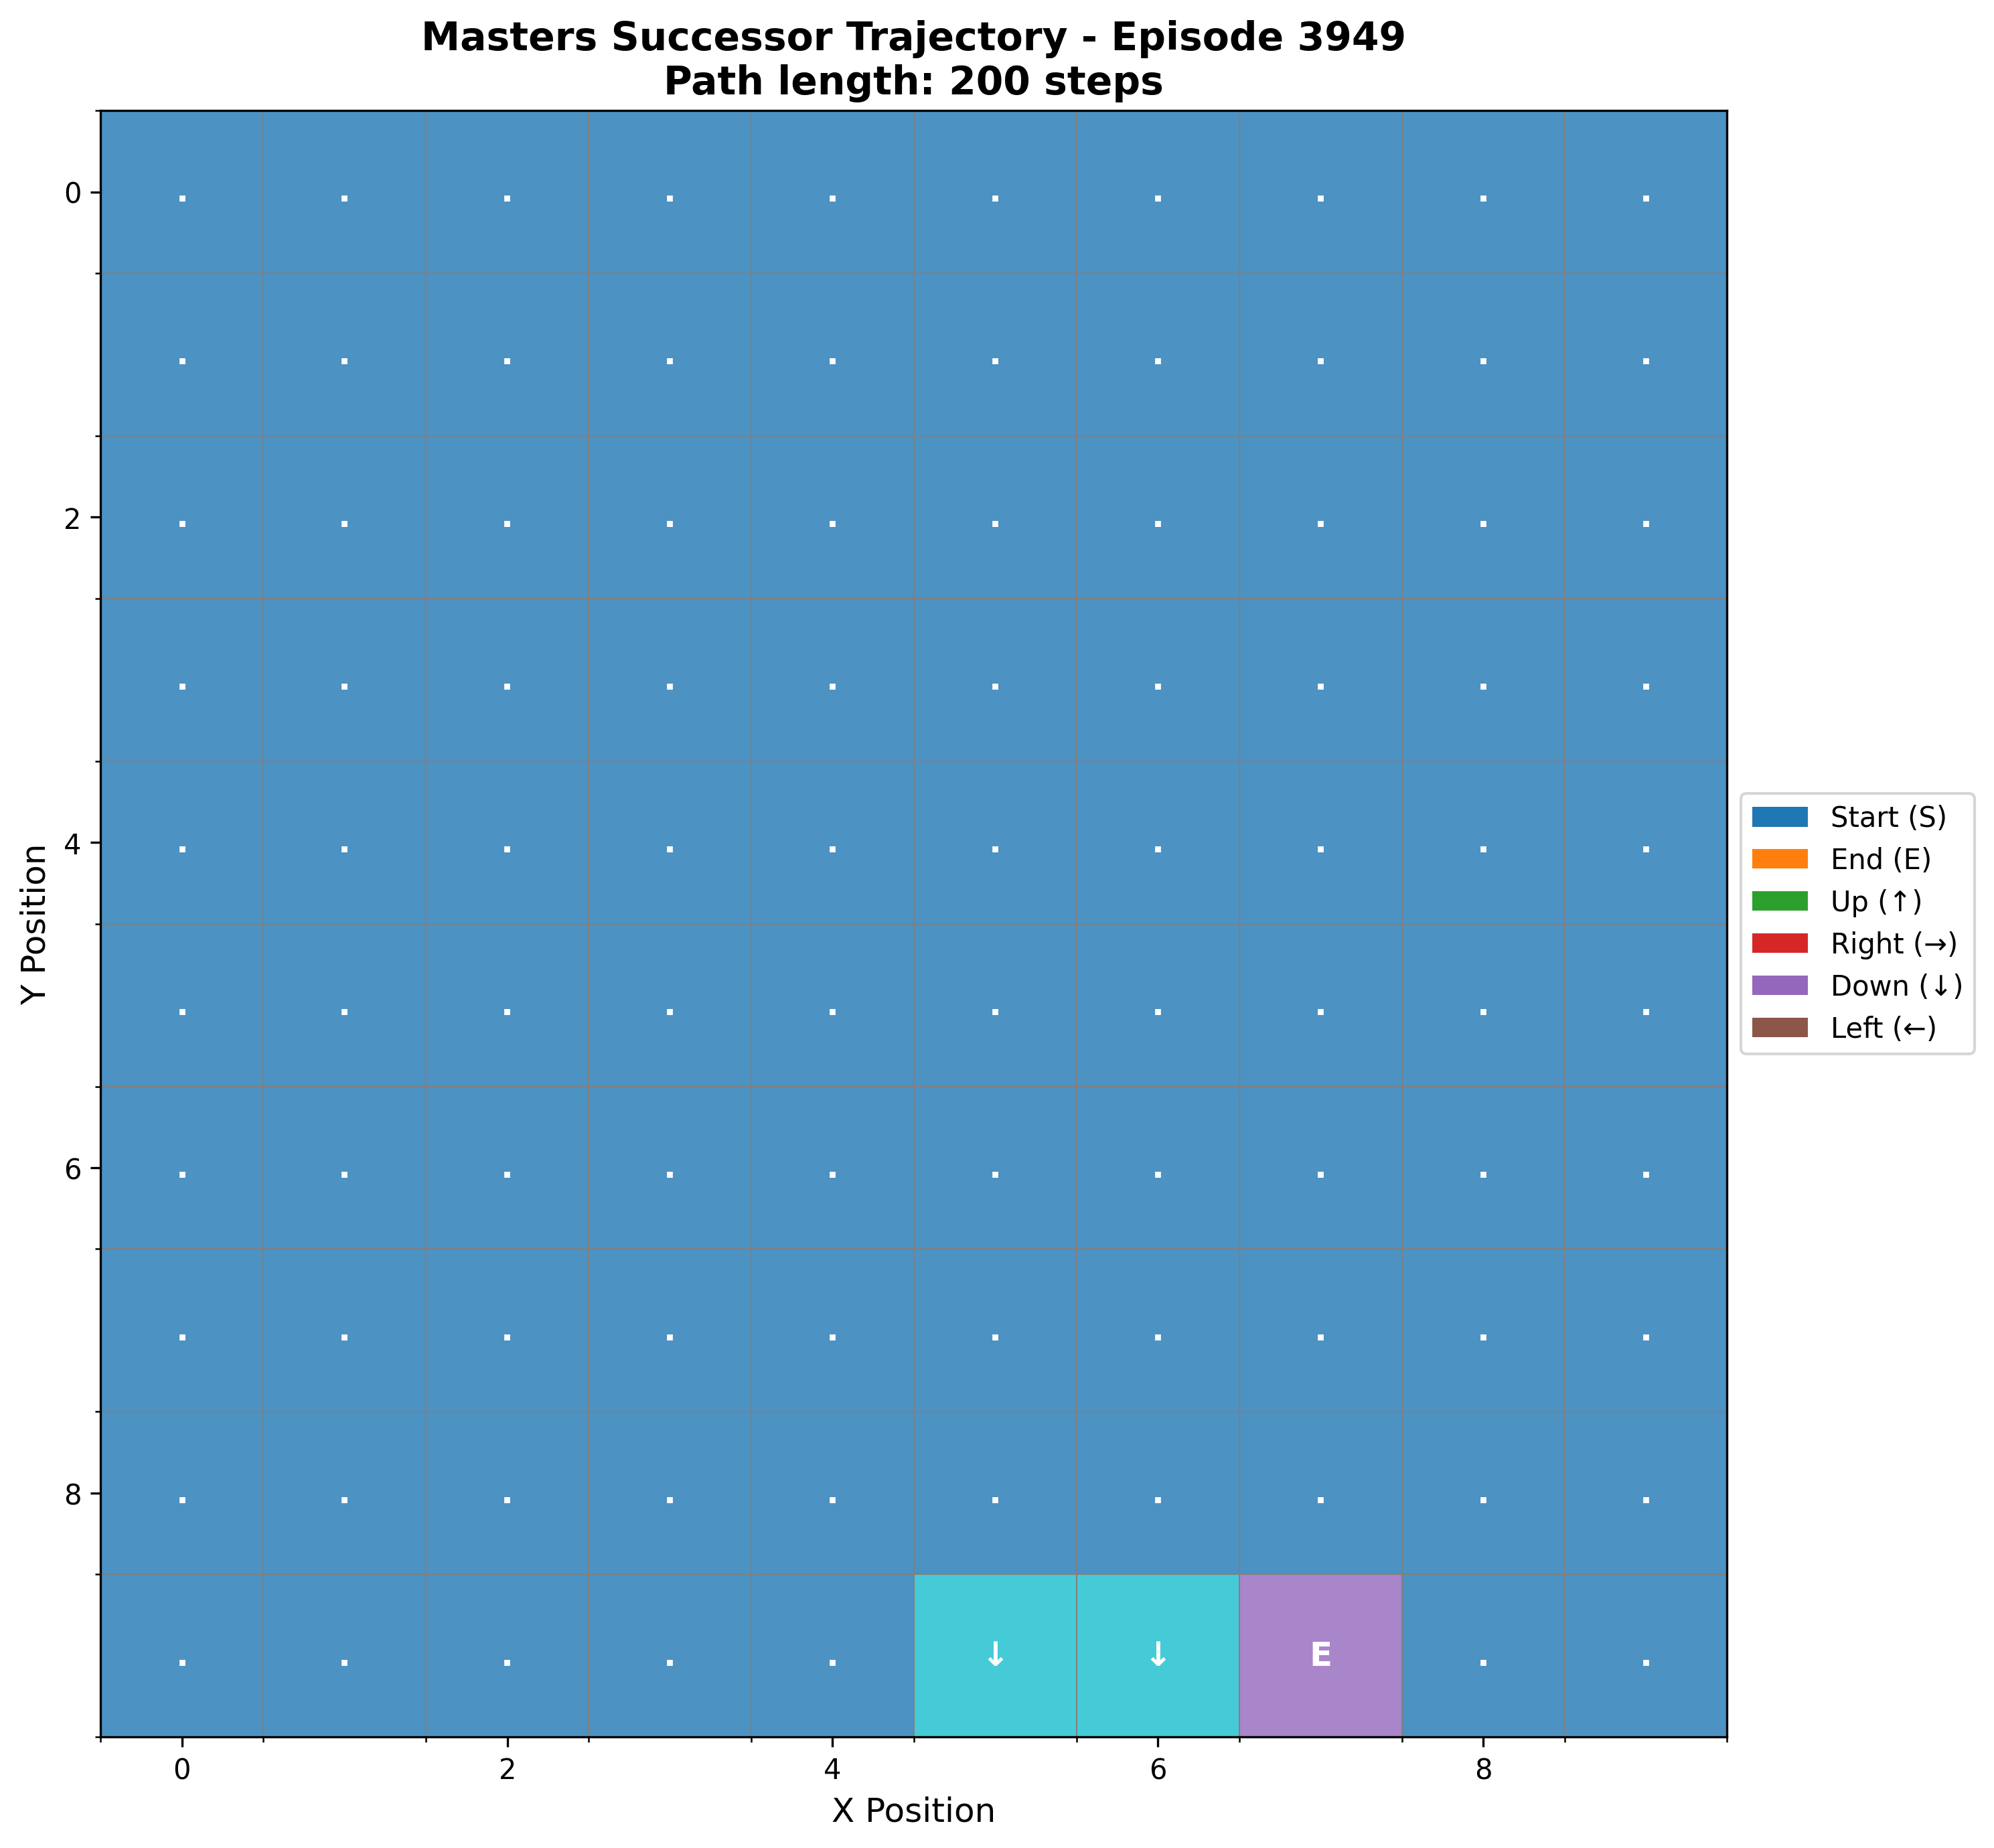 Masters Successor Trajectory - Episode 3949
Path length: 200 steps
0
2
4
6
8
Y Position
↓ ↓ E
0 2 4 6 8
X Position
Start (S)
End (E)
Up (↑)
Right (→)
Down (↓)
Left (←)